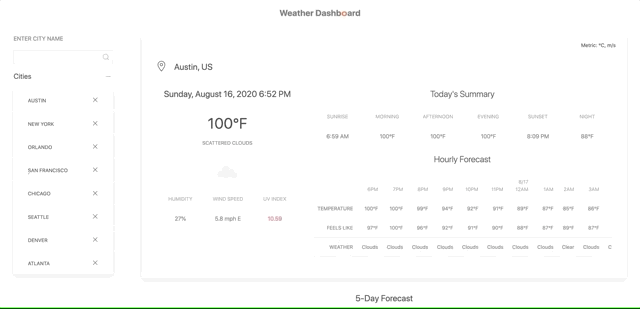 Weather Dashboard
ENTER CITY NAME
Metric: °C, m/s
Cities
Austin, US
AUSTIN
NEW YORK
ORLANDO
SAN FRANCISCO
CHICAGO
SEATTLE
DENVER
ATLANTA
Sunday, August 16, 2020 6:52 PM
100°F
SCATTERED CLOUDS
HUMIDITY WIND SPEED UV INDEX
27% 5.8 mph E 10.59
Today's Summary
SUNRISE MORNING AFTERNOON EVENING SUNSET NIGHT
6:59 AM 100°F 100°F 100°F 8:09 PM 88°F
Hourly Forecast
8/17
6PM 7PM 8PM 9PM 10PM 11PM 12AM 1AM 2AM 3AM
TEMPERATURE 100°F 100°F 99°F 94°F 92°F 91°F 89°F 87°F 85°F 86°F
FEELS LIKE 97°F 100°F 96°F 92°F 91°F 90°F 88°F 87°F 89°F 87°F
WEATHER Clouds Clouds Clouds Clouds Clouds Clouds Clouds Clouds Clear Clouds C
5-Day Forecast